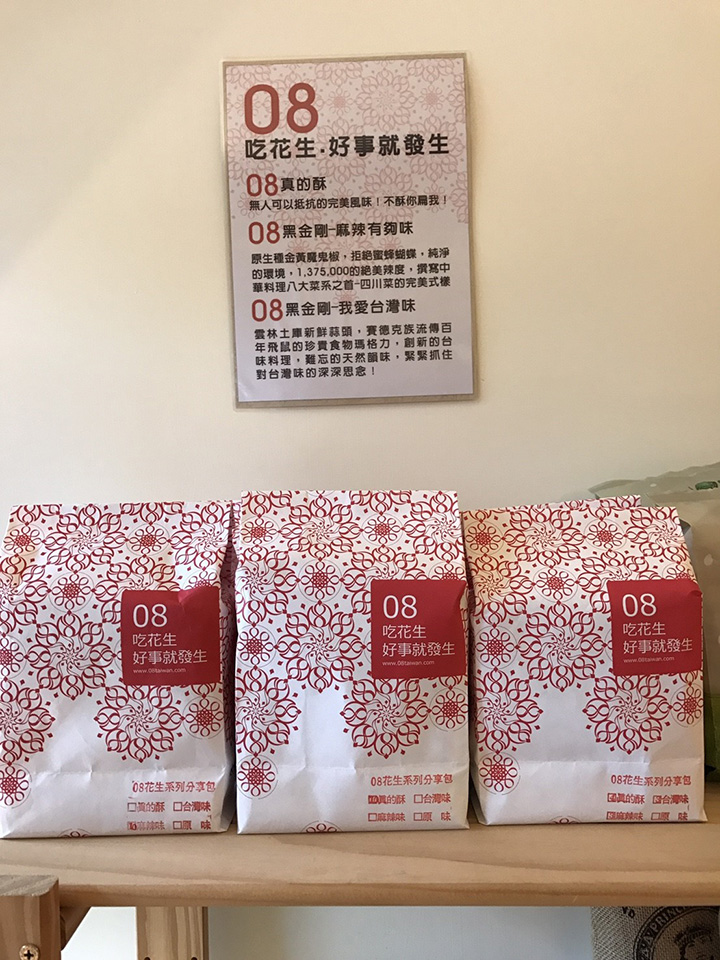 08
吃花生.好事就發生
08真的酥
無人可以抵抗的完美風味！不酥你扁我！
08黑金剛-麻辣有夠味
原生種金黃魔鬼椒，拒絕蜜蜂蝴蝶，純淨
的環境，1,375,000的絕美辣度，撰寫中
華料理八大菜系之首-四川菜的完美式樣
08黑金剛-我愛台灣味
雲林土庫新鮮蒜頭，賽德克族流傳百
年飛鼠的珍貴食物瑪格力，創新的台
味料理，難忘的天然韻味，緊緊抓住
對台灣味的深深思念！
08
吃花生
好事就發生
www.08taiwan.com
08花生系列分享包
□真的酥 □台灣味
麻辣味 □原 味
08
吃花生
好事就發生
www.08taiwan.com
08花生系列分享包
真的酥 □台灣味
□麻辣味 □原 味
08
吃花生
好事就發生
www.08taiwan.com
08花生系列分享包
真的酥 台灣味
麻辣味 □原 味